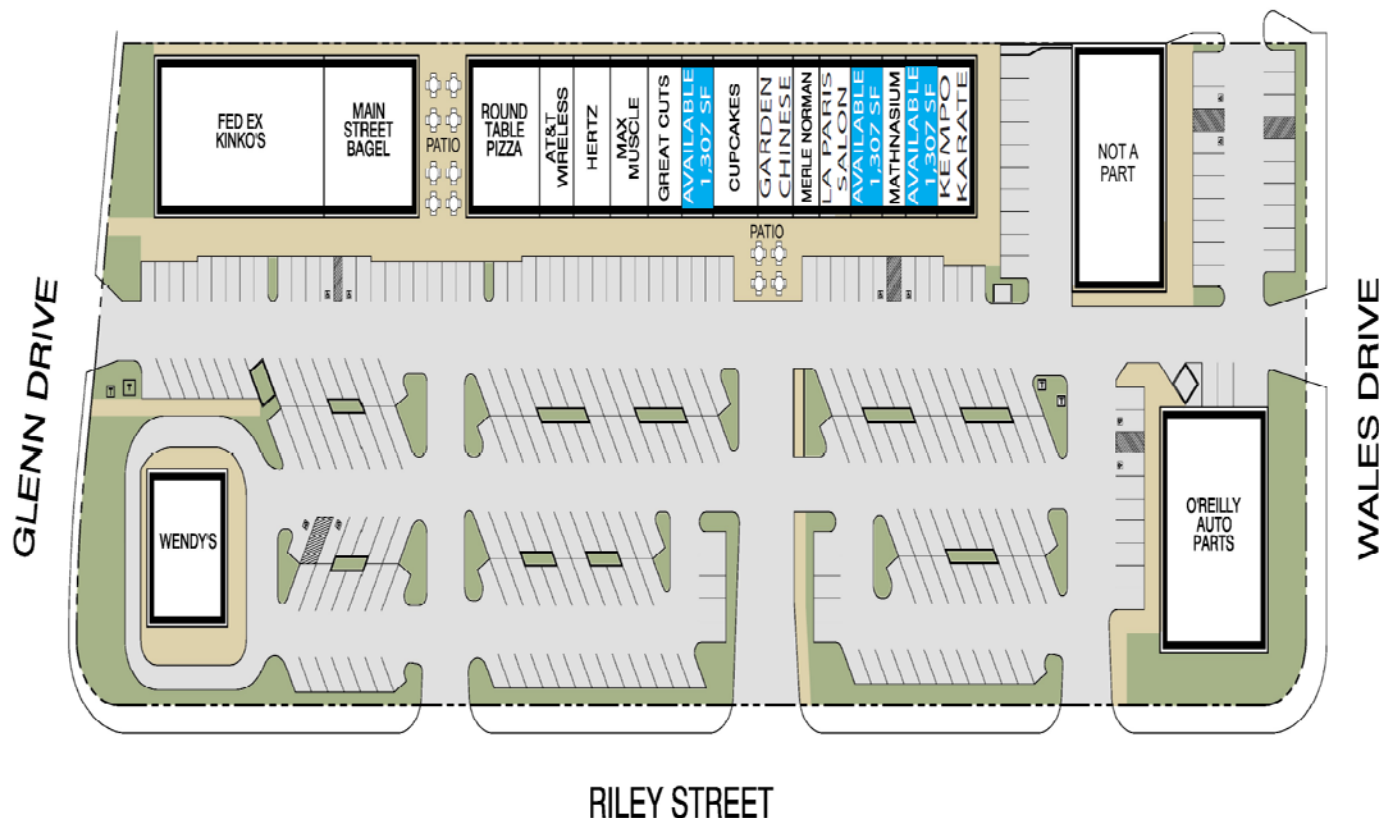 FED EX
KINKO'S
MAIN
STREET
BAGEL
PATIO
ROUND
TABLE
PIZZA
AT&T
WIRELESS
HERTZ
MAX
MUSCLE
GREAT CUTS
AVAILABLE
1,307 SF
CUPCAKES
GARDEN
CHINESE
MERLE NORMAN
LA PARIS
SALON
AVAILABLE
1,307 SF
MATHNASIUM
AVAILABLE
1,307 SF
KEMPO
KARATE
NOT A
PART
PATIO
GLENN DRIVE
WALES DRIVE
T
T
T
T
WENDY'S
O'REILLY
AUTO
PARTS
RILEY STREET